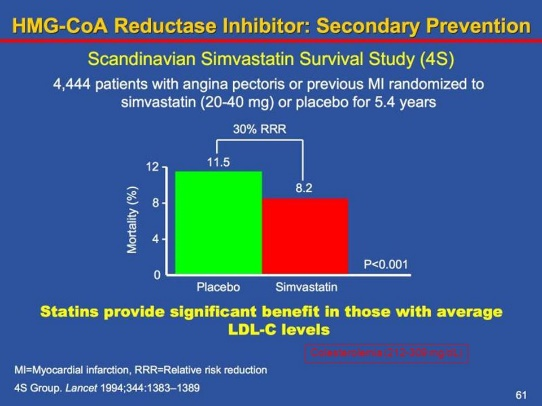 HMG-CoA Reductase Inhibitor: Secondary Prevention
Scandinavian Simvastatin Survival Study (4S)
4,444 patients with angina pectoris or previous MI randomized to
simvastatin (20-40 mg) or placebo for 5.4 years
30% RRR
11.5
8.2
12
8
4
0
Mortality (%)
P<0.001
Placebo
Simvastatin
Statins provide significant benefit in those with average
LDL-C levels
MI=Myocardial infarction, RRR=Relative risk reduction
4S Group. Lancet 1994;344:1383–1389
61